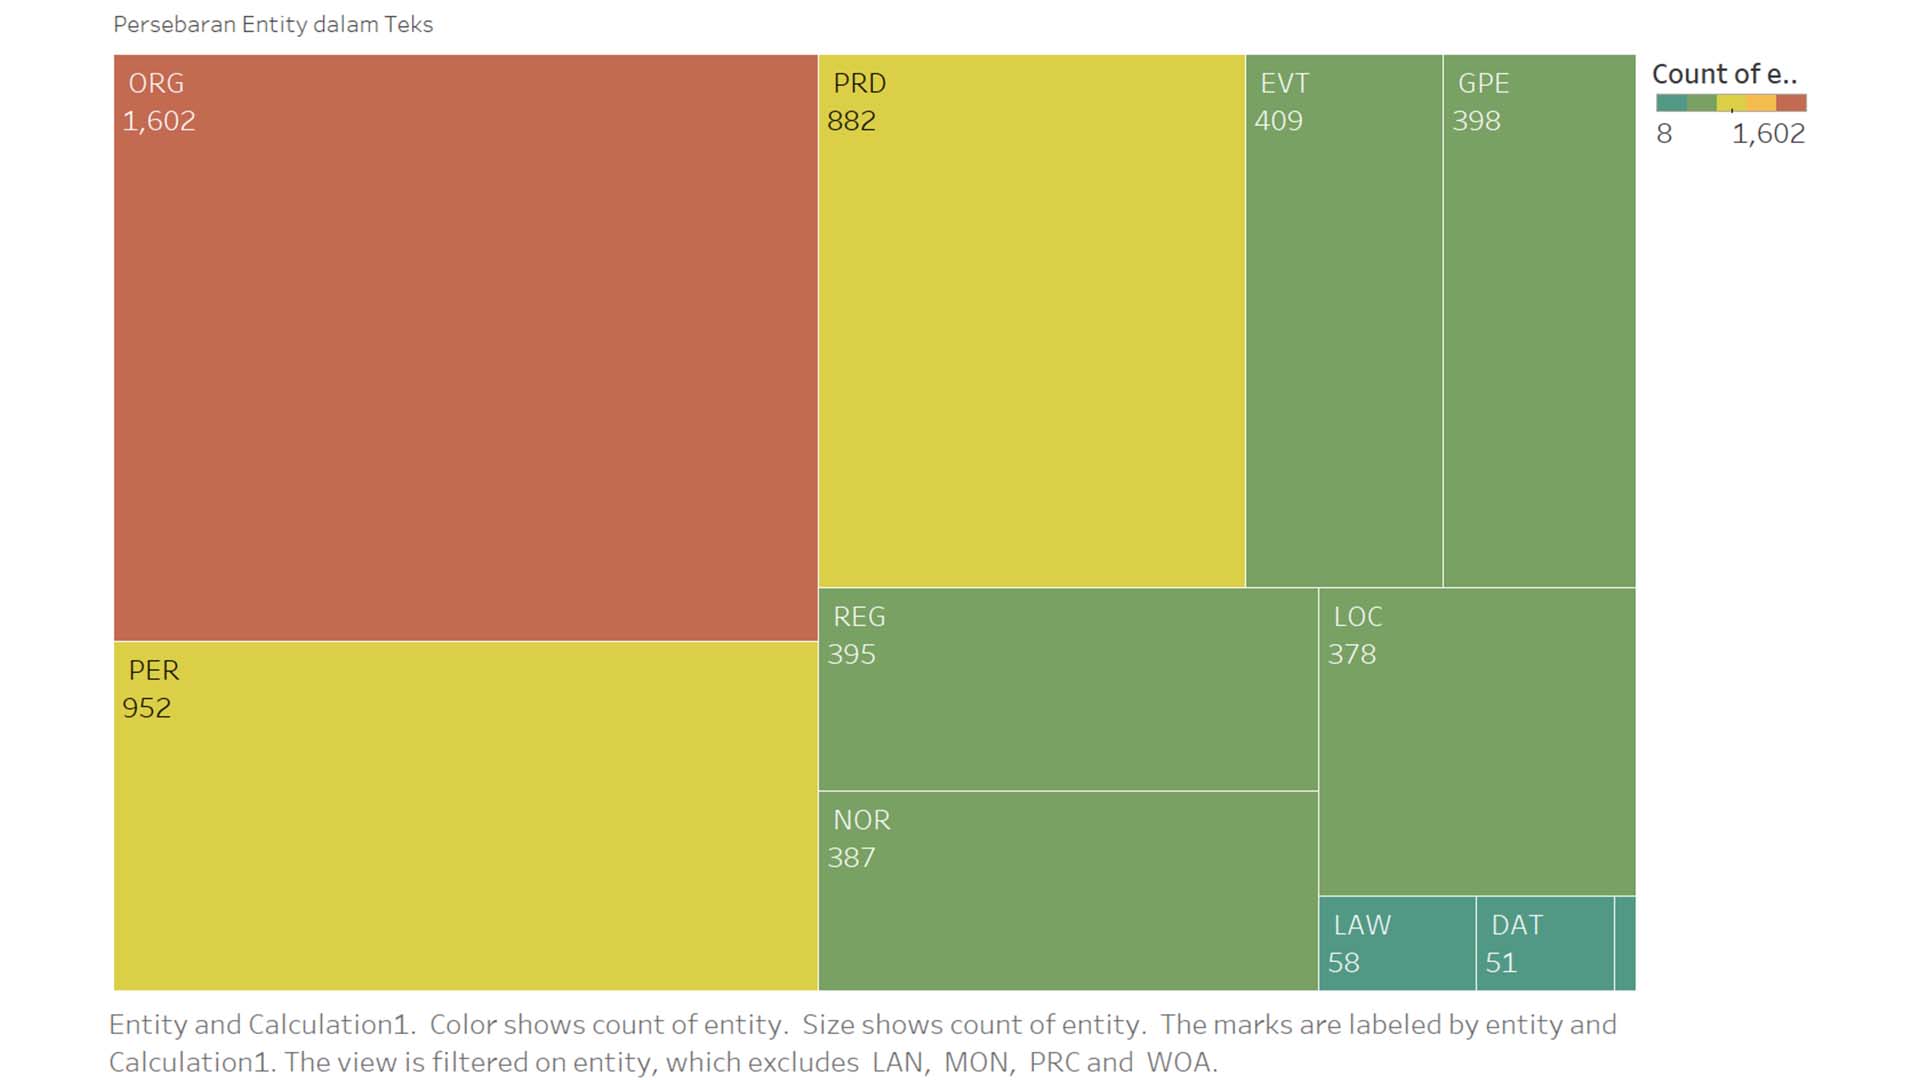 Persebaran Entity dalam Teks
ORG
1,602
PRD
882
EVT
409
GPE
398
Count of e..
8 1,602
PER
952
REG
395
LOC
378
NOR
387
LAW
58
DAT
51
Entity and Calculation1. Color shows count of entity. Size shows count of entity. The marks are labeled by entity and
Calculation1. The view is filtered on entity, which excludes LAN, MON, PRC and WOA.